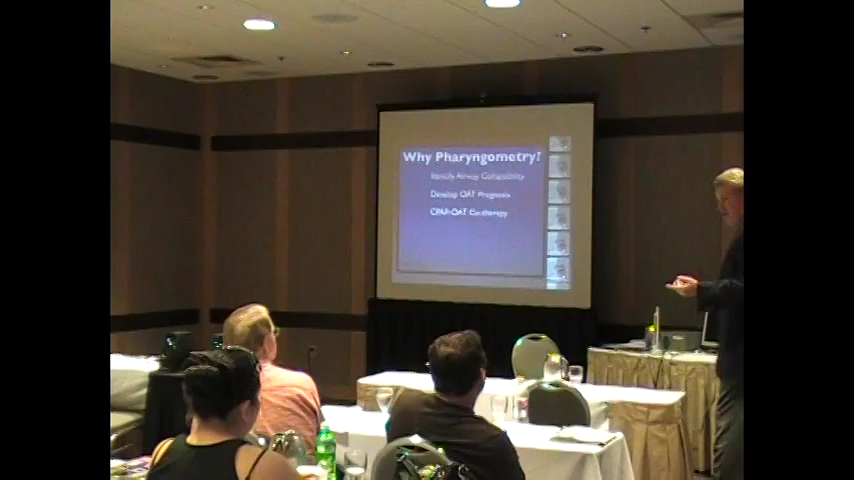 Why Pharyngometry?
Identify Airway Collapsibility
Develop OAT Prognosis
CPAP-OAT Co-therapy